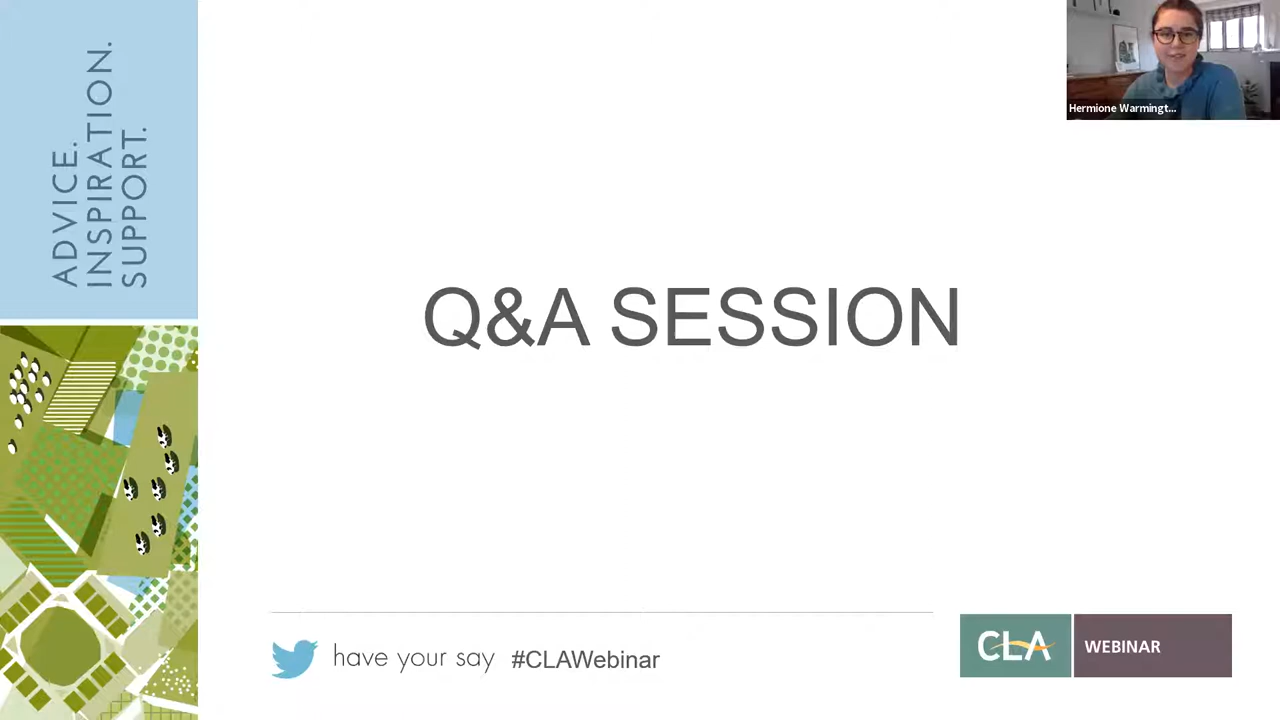 ADVICE.
INSPIRATION.
SUPPORT.
Hermione Warmingt...
Q&A SESSION
have your say #CLAWebinar
CLA WEBINAR